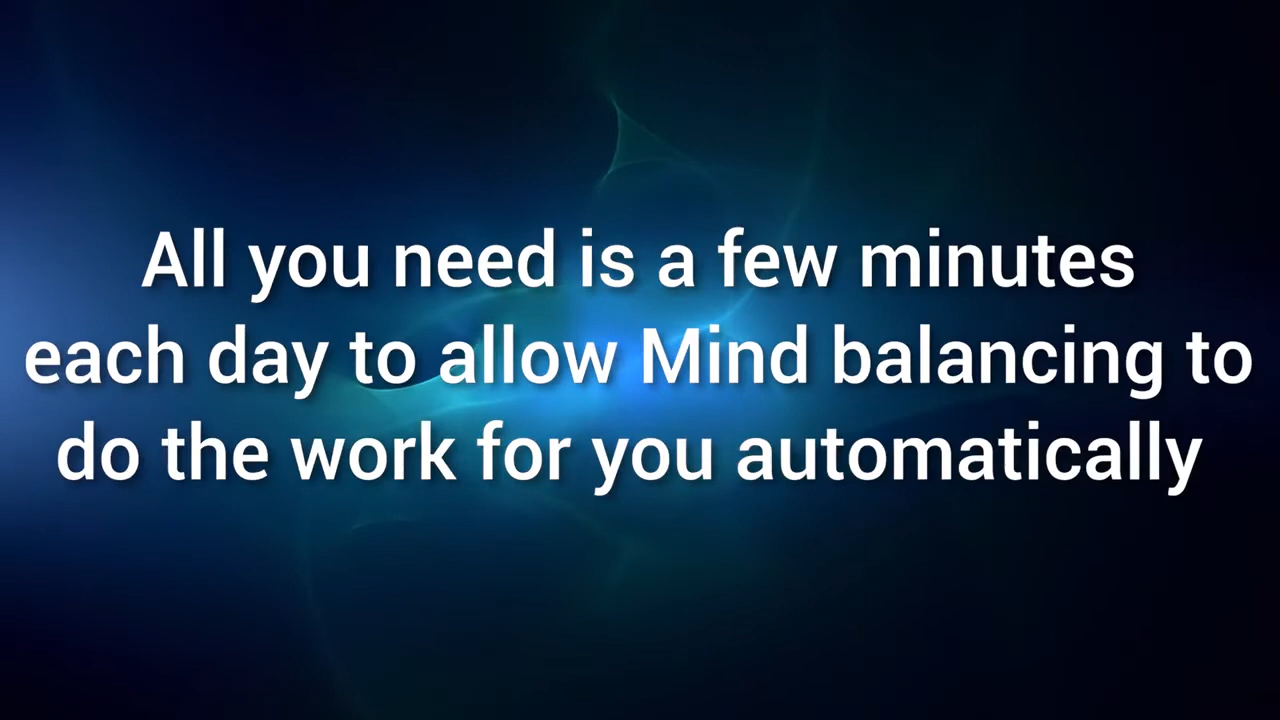 All you need is a few minutes
each day to allow Mind balancing to
do the work for you automatically